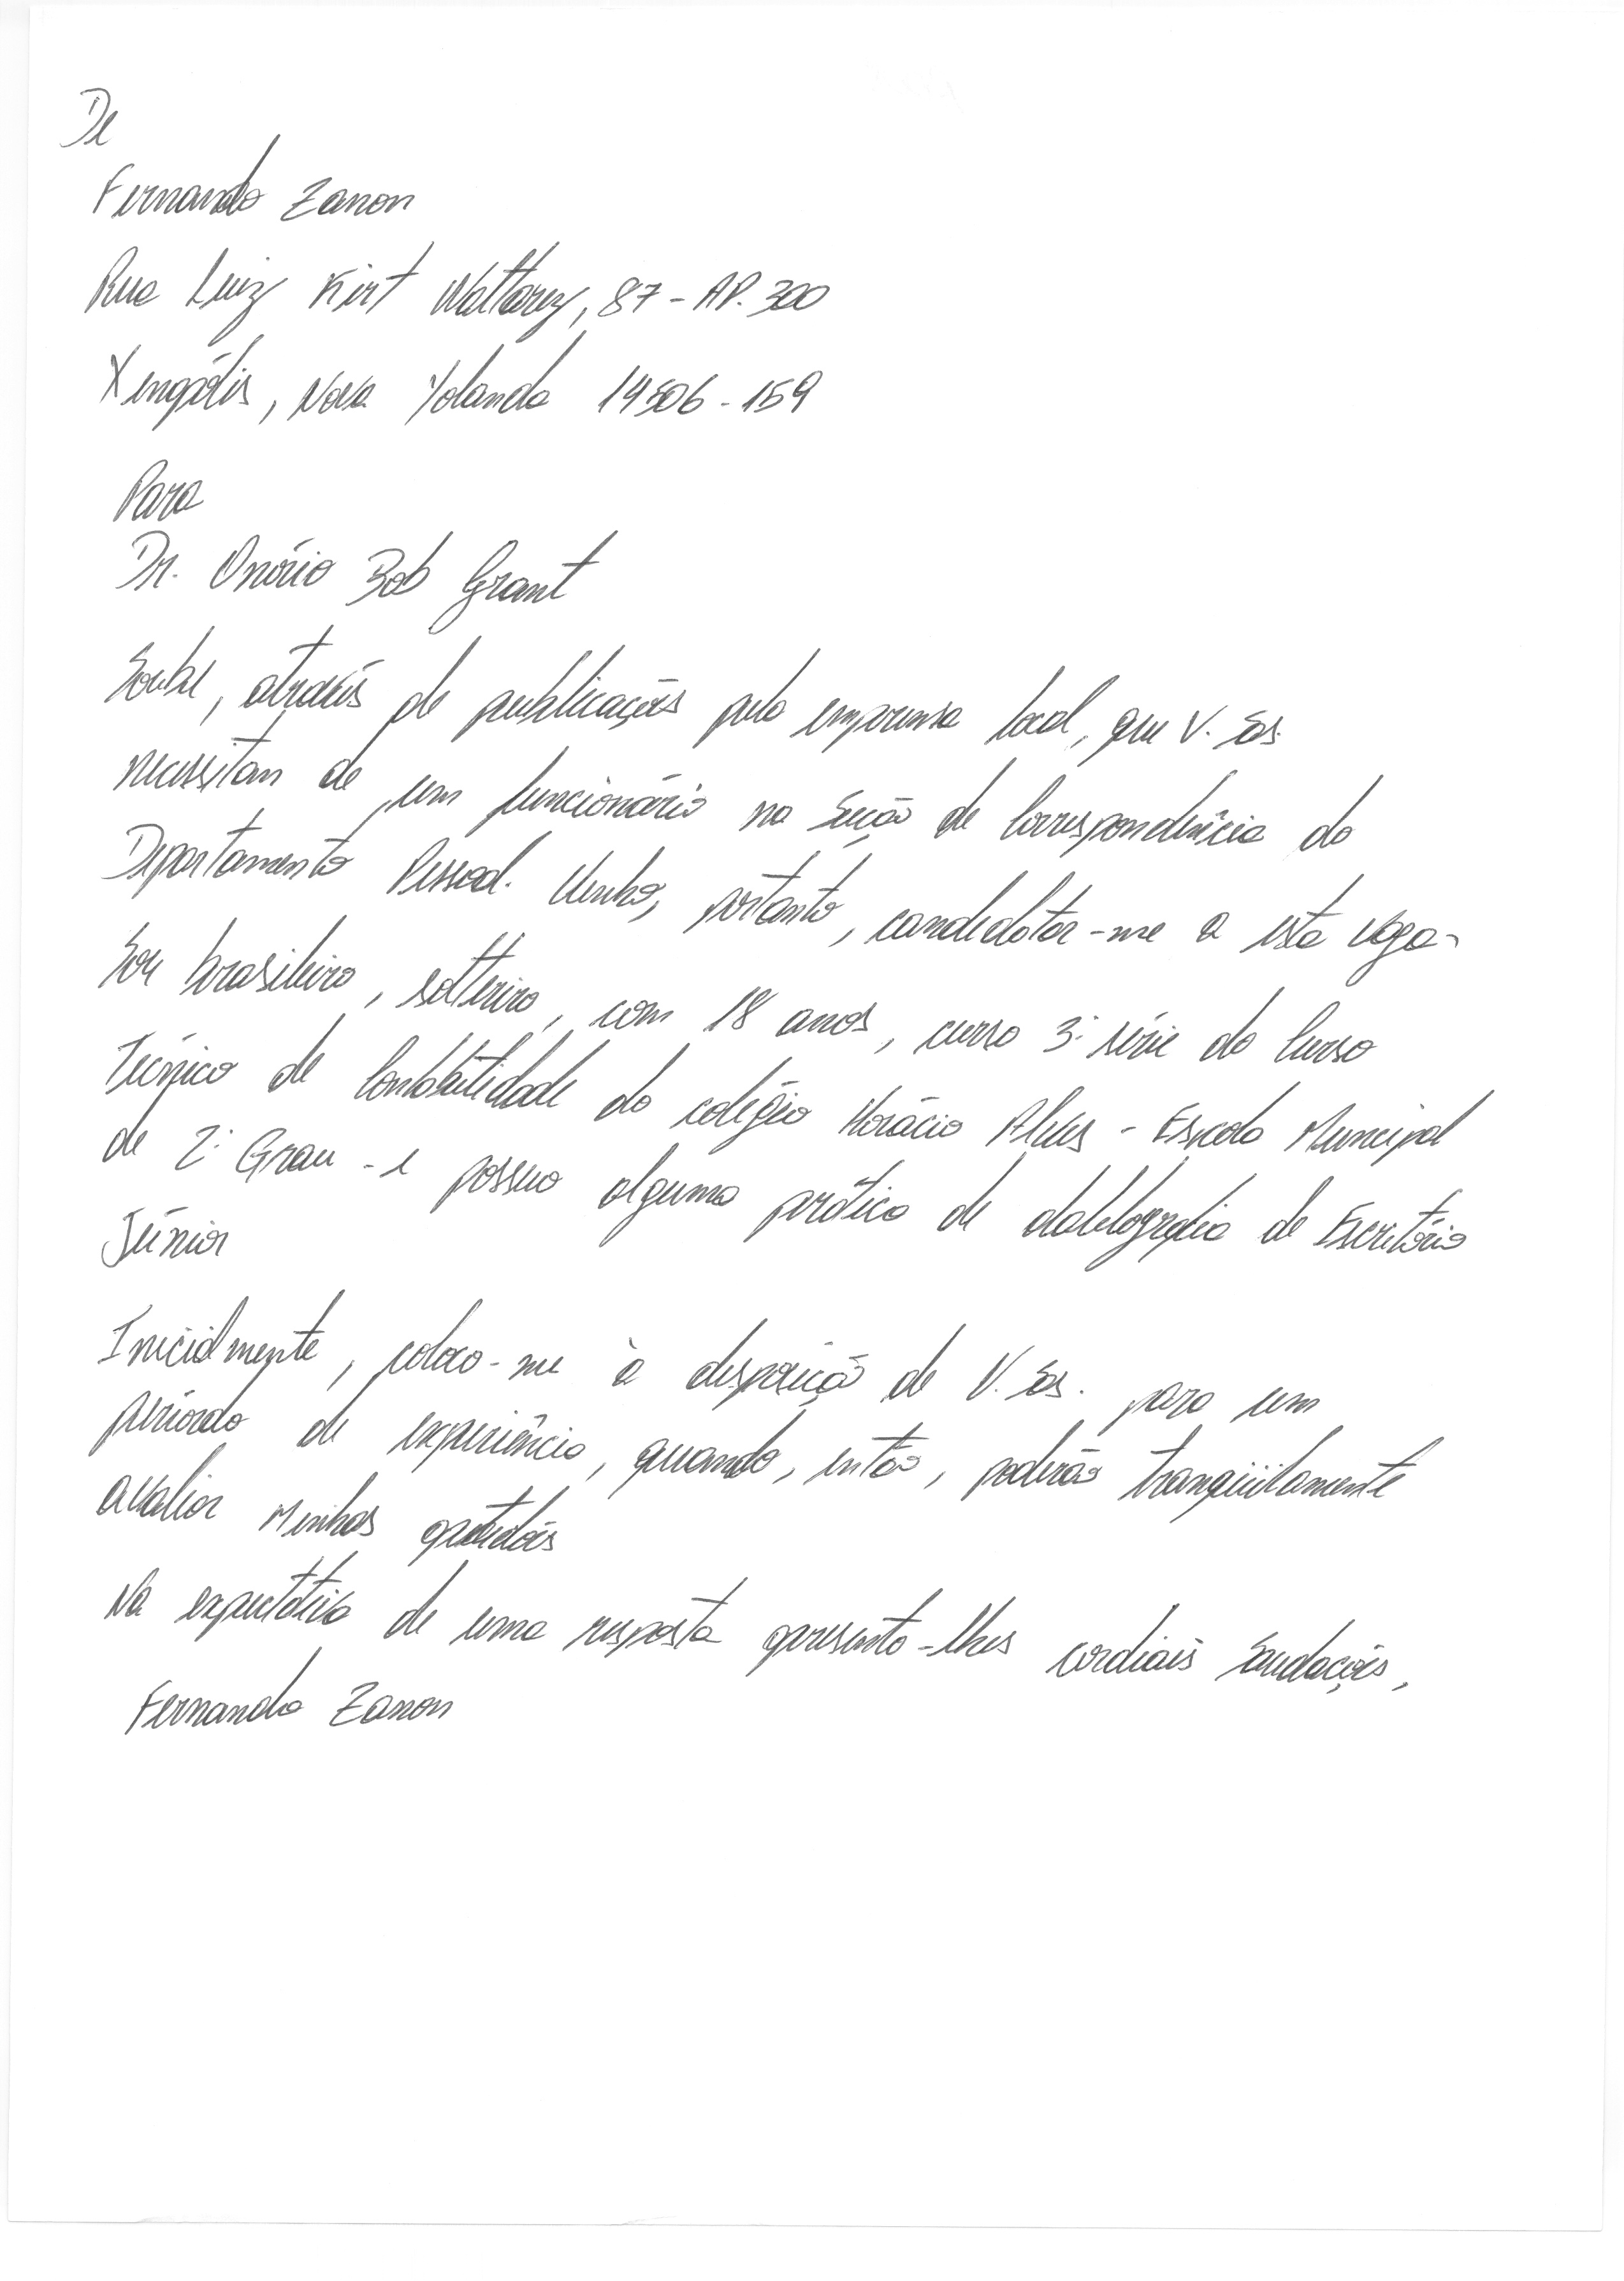 De
Fernando Zanon
Rua Luiz Kirt Wattarez, 87 - AP. 300
Xengólis, Nova Yolanda 14506-159
Para
Dr. Onório Bob Grant
Soube, através de publicações pela imprensa local, que V. Sas.
necessitam de um funcionário na Seção de Correspondência do
Departamento Pessoal. Venho, portanto, candidatar-me a esta vaga.
Sou brasileiro, solteiro, com 18 anos, curso 3ª série do Curso
Técnico de Contabilidade do colégio Horácio Alves - Escola Municipal
de 2º Grau - e possuo alguma prática de datilografia de Escritório
Júnior
Inicialmente, coloco-me à disposição de V. Sas. para um
período de experiência, quando, então, poderão tranqüilamente
avaliar Minhas aptidões
Na expectativa de uma resposta apresento-lhes cordiais Saudações,
Fernando Zanon